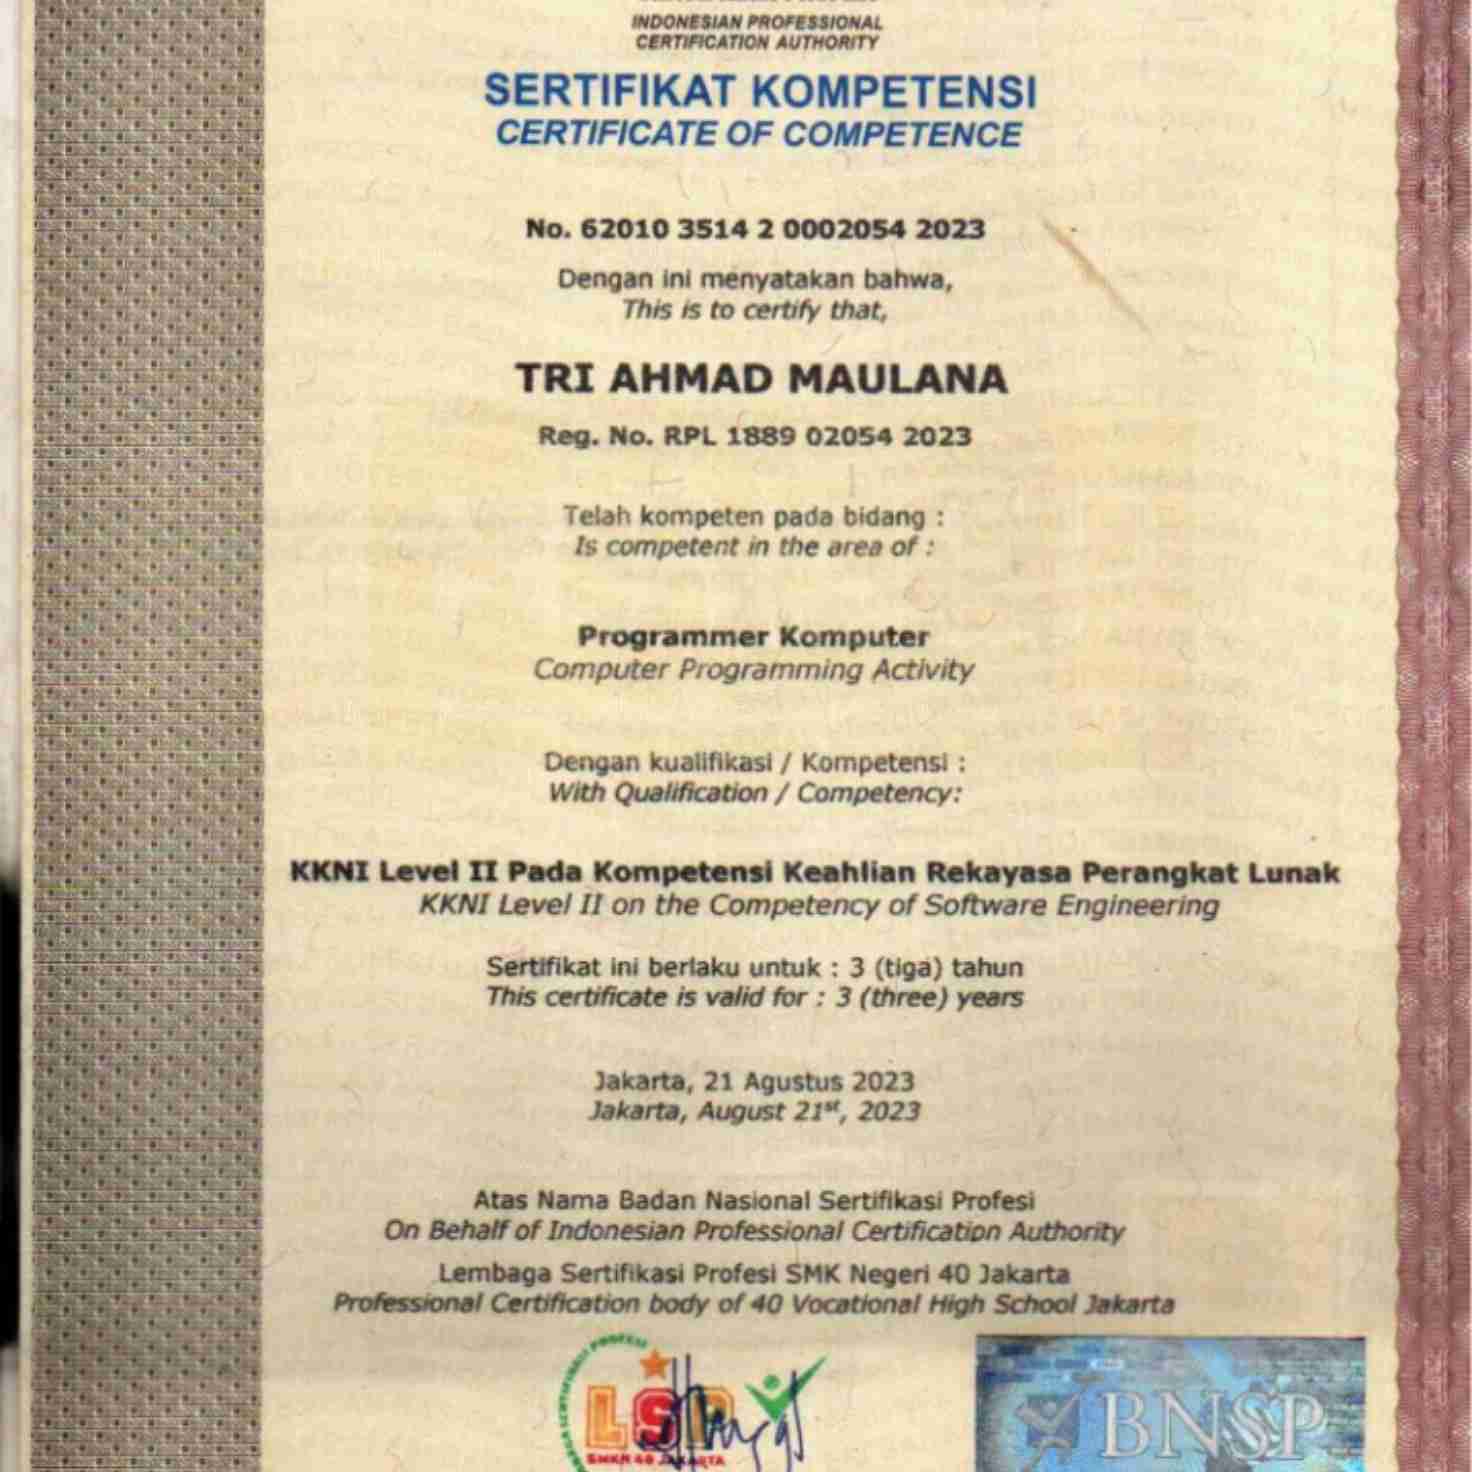 INDONESIAN PROFESSIONAL
CERTIFICATION AUTHORITY
SERTIFIKAT KOMPETENSI
CERTIFICATE OF COMPETENCE
No. 62010 3514 2 0002054 2023
Dengan ini menyatakan bahwa,
This is to certify that,
TRI AHMAD MAULANA
Reg. No. RPL 1889 02054 2023
Telah kompeten pada bidang :
Is competent in the area of :
Programmer Komputer
Computer Programming Activity
Dengan kualifikasi / Kompetensi :
With Qualification / Competency:
KKNI Level II Pada Kompetensi Keahlian Rekayasa Perangkat Lunak
KKNI Level II on the Competency of Software Engineering
Sertifikat ini berlaku untuk : 3 (tiga) tahun
This certificate is valid for : 3 (three) years
Jakarta, 21 Agustus 2023
Jakarta, August 21st, 2023
Atas Nama Badan Nasional Sertifikasi Profesi
On Behalf of Indonesian Professional Certification Authority
Lembaga Sertifikasi Profesi SMK Negeri 40 Jakarta
Professional Certification body of 40 Vocational High School Jakarta
LSP
SMKN 40 JAKARTA
BNSP